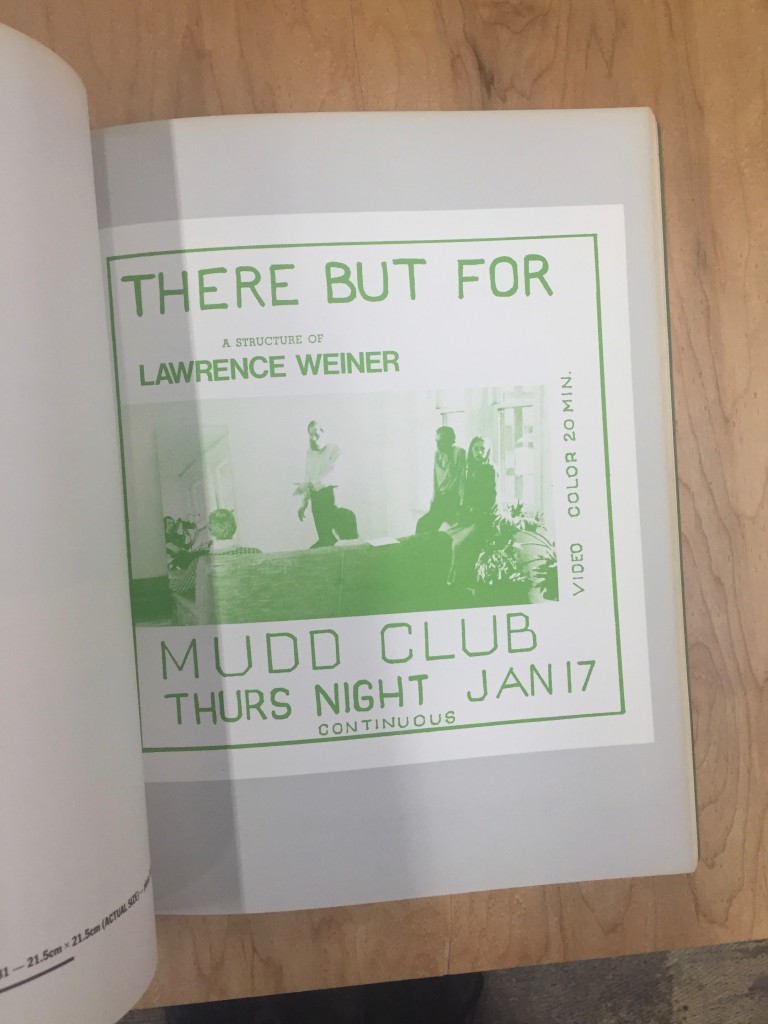 THERE BUT FOR
A STRUCTURE OF
LAWRENCE WEINER
VIDEO COLOR 20 MIN.
MUDD CLUB
THURS NIGHT JAN 17
CONTINUOUS
— 21.5cm × 21.5cm (ACTUAL SIZE) —